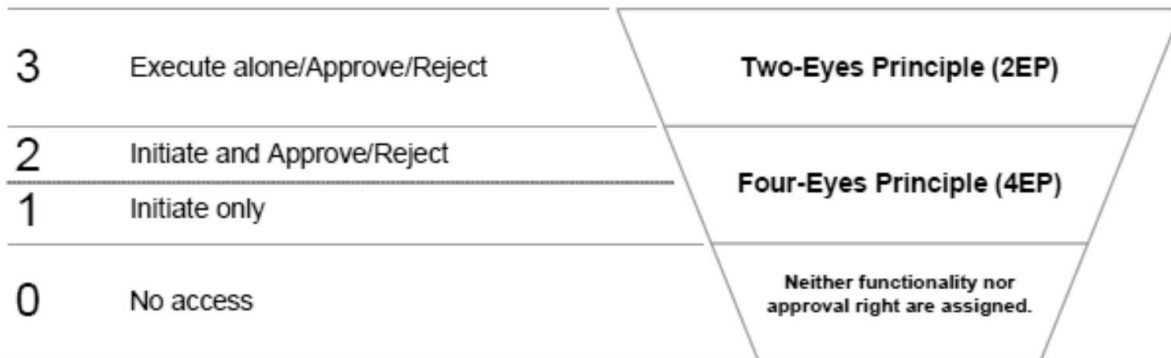 3 Execute alone/Approve/Reject Two-Eyes Principle (2EP)
2 Initiate and Approve/Reject
Four-Eyes Principle (4EP)
1 Initiate only
0 No access
Neither functionality nor
approval right are assigned.